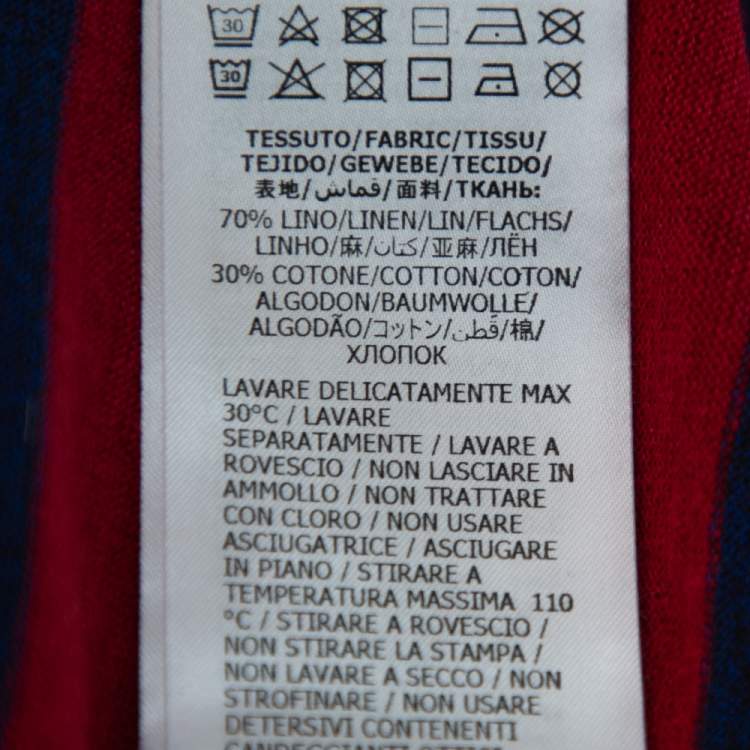 30
30
TESSUTO/FABRIC/TISSU/
TEJIDO/GEWEBE/TECIDO/
表地/قماش/面料/ТКАНЬ:
70% LINO/LINEN/LIN/FLACHS/
LINHO/麻/كتان/亚麻/ЛЁН
30% COTONE/COTTON/COTON/
ALGODON/BAUMWOLLE/
ALGODÃO/コットン/قطن/棉/
ХЛОПОК
LAVARE DELICATAMENTE MAX
30°C / LAVARE
SEPARATAMENTE / LAVARE A
ROVESCIO / NON LASCIARE IN
AMMOLLO / NON TRATTARE
CON CLORO / NON USARE
ASCIUGATRICE / ASCIUGARE
IN PIANO / STIRARE A
TEMPERATURA MASSIMA 110
°C / STIRARE A ROVESCIO /
NON STIRARE LA STAMPA /
NON LAVARE A SECCO / NON
STROFINARE / NON USARE
DETERSIVI CONTENENTI